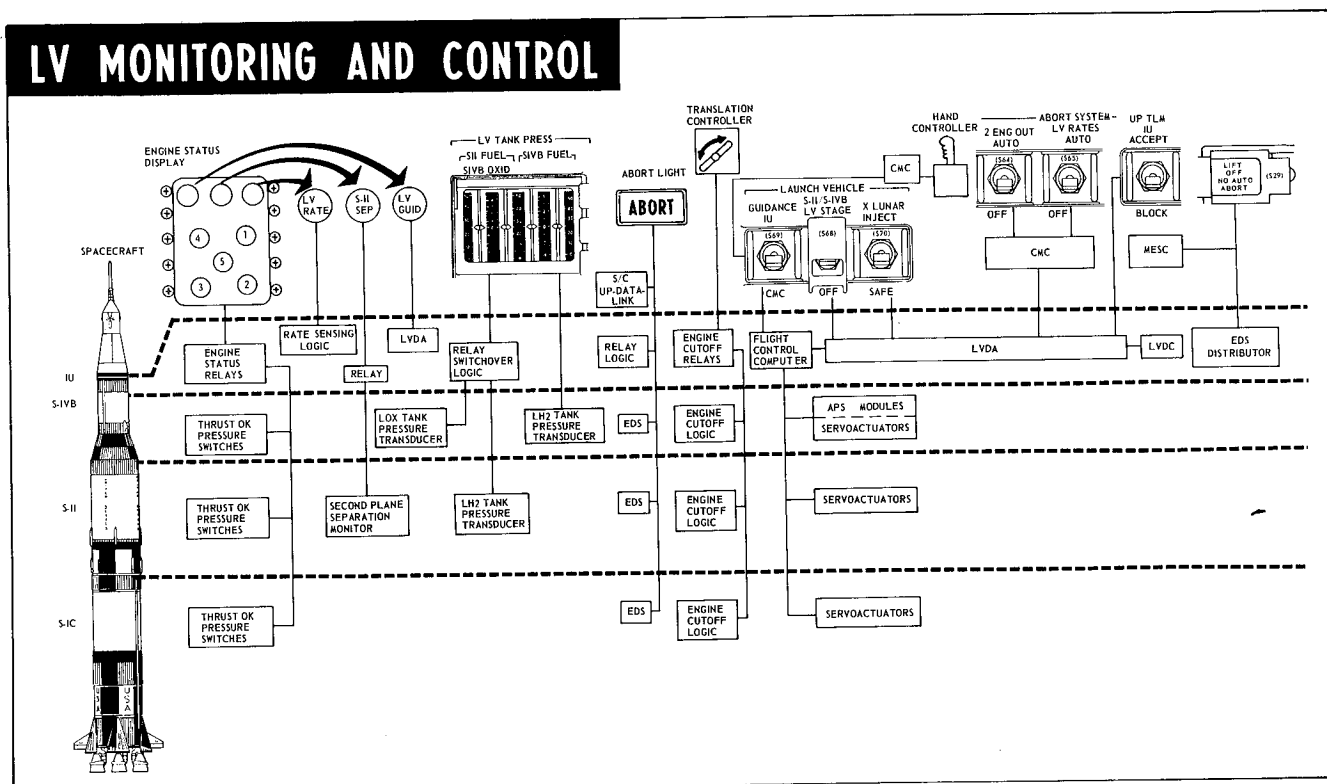 LV MONITORING AND CONTROL
ENGINE STATUS
DISPLAY
4
1
5
3
2
LV
RATE
S-II
SEP
LV
GUID
LV TANK PRESS
SII FUEL
SIVB FUEL
SIVB OXID
ABORT LIGHT
ABORT
TRANSLATION
CONTROLLER
LAUNCH VEHICLE
GUIDANCE
IU
S-II/S-IVB
LV STAGE
X LUNAR
INJECT
(S69)
(S68)
(S70)
CMC
OFF
SAFE
CMC
HAND
CONTROLLER
ABORT SYSTEM-
2 ENG OUT
AUTO
LV RATES
AUTO
(S64)
(S65)
OFF
OFF
UP TLM
IU
ACCEPT
BLOCK
LIFT
OFF
NO AUTO
ABORT
(S29)
CMC
MESC
S/C
UP-DATA-
LINK
SPACECRAFT
IU
S-IVB
S-II
S-IC
USA
USA
ENGINE
STATUS
RELAYS
RATE SENSING
LOGIC
RELAY
LVDA
RELAY
SWITCHOVER
LOGIC
RELAY
LOGIC
ENGINE
CUTOFF
RELAYS
FLIGHT
CONTROL
COMPUTER
LVDA
LVDC
EDS
DISTRIBUTOR
THRUST OK
PRESSURE
SWITCHES
LOX TANK
PRESSURE
TRANSDUCER
LH2 TANK
PRESSURE
TRANSDUCER
EDS
ENGINE
CUTOFF
LOGIC
APS MODULES
SERVOACTUATORS
THRUST OK
PRESSURE
SWITCHES
SECOND PLANE
SEPARATION
MONITOR
LH2 TANK
PRESSURE
TRANSDUCER
EDS
ENGINE
CUTOFF
LOGIC
SERVOACTUATORS
THRUST OK
PRESSURE
SWITCHES
EDS
ENGINE
CUTOFF
LOGIC
SERVOACTUATORS